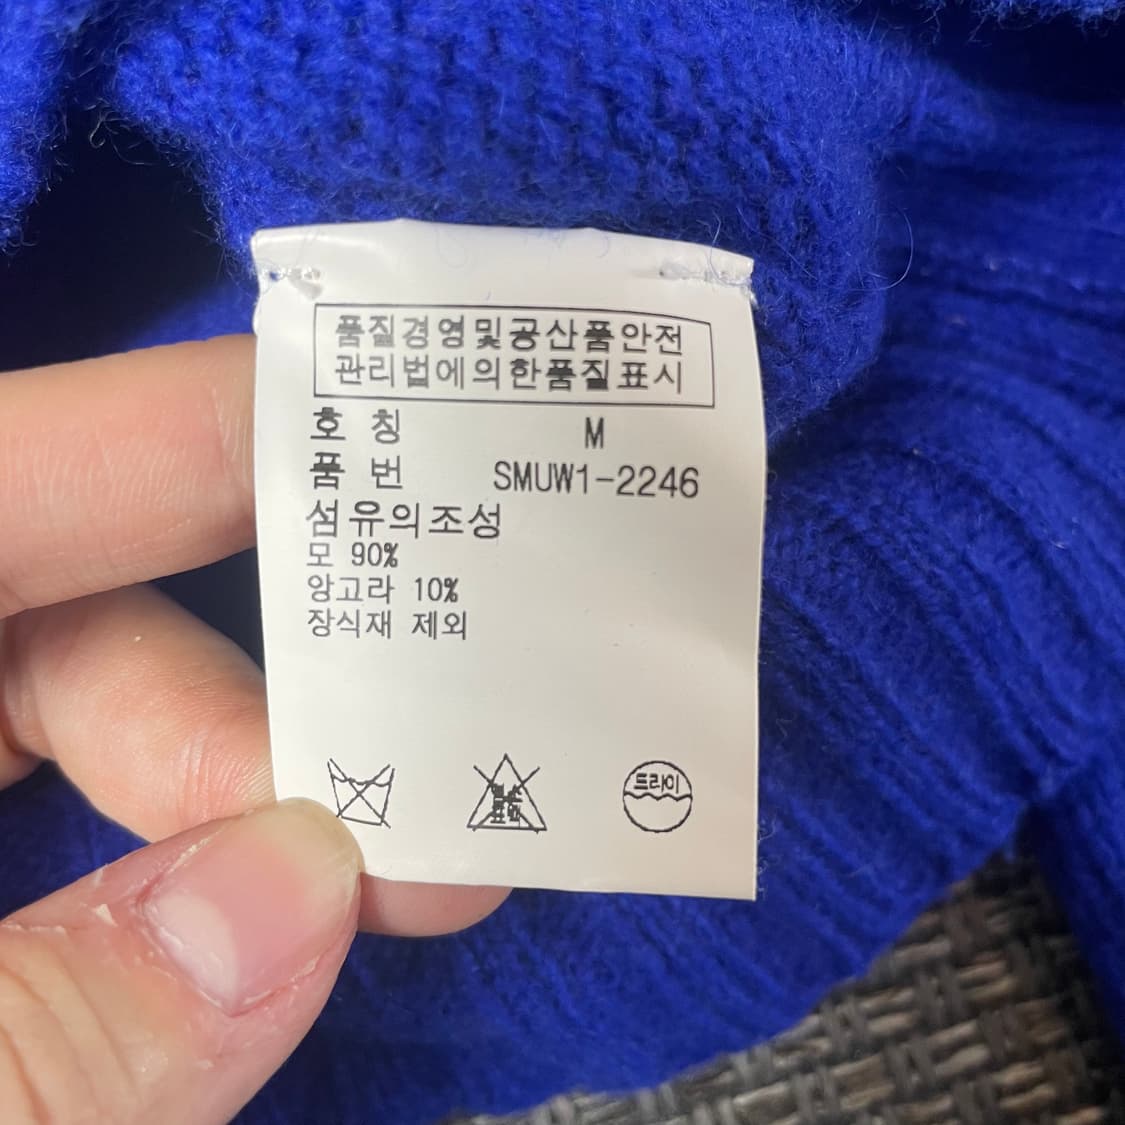 품질경영및공산품안전
관리법에의한품질표시
호 칭 M
품 번 SMUW1-2246
섬유의조성
모 90%
앙고라 10%
장식재 제외
드라이